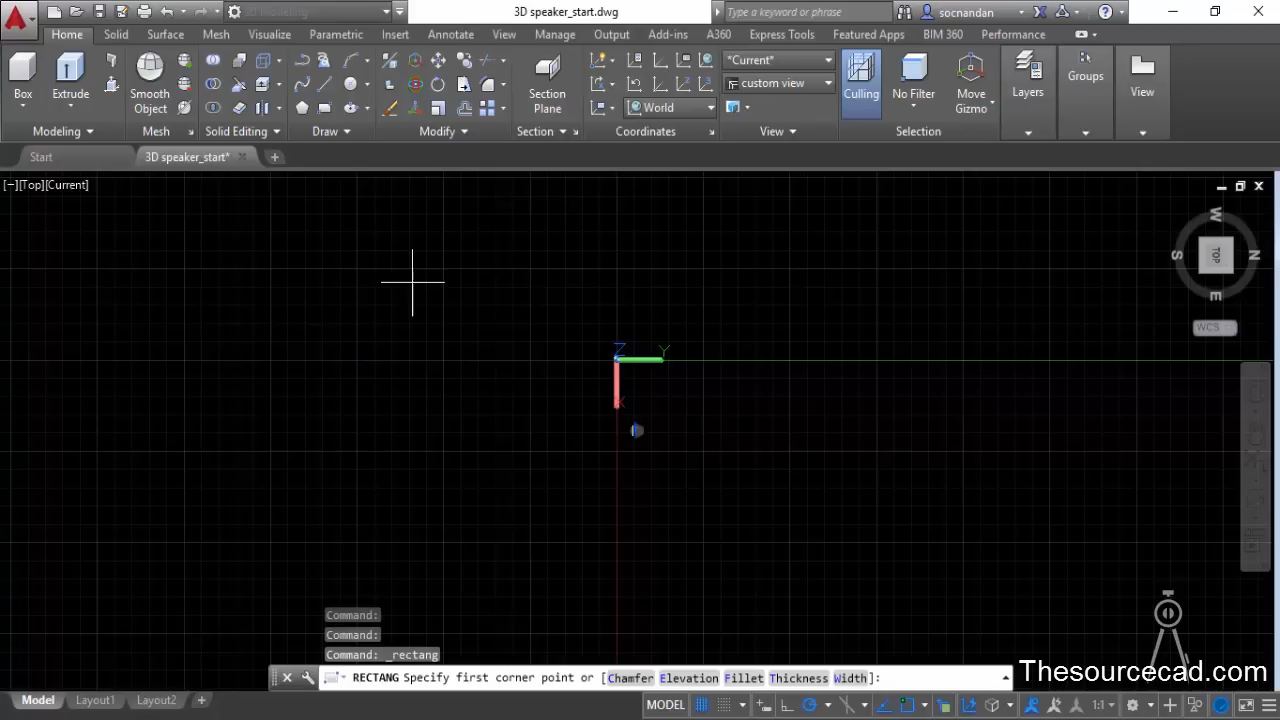 3D Modeling
3D speaker_start.dwg
Type a keyword or phrase
socnandan
Home Solid Surface Mesh Visualize Parametric Insert Annotate View Manage Output Add-ins A360 Express Tools Featured Apps BIM 360 Performance
Box
Extrude
Smooth
Object
Section
Plane
World
*Current*
custom view
Culling
No Filter
Move
Gizmo
Layers
Groups
View
Modeling
Mesh
Solid Editing
Draw
Modify
Section
Coordinates
View
Selection
Start
3D speaker_start*
[−][Top][Current]
W
S
TOP
N
E
WCS
Z
Y
X
Command:
Command:
Command: _rectang
RECTANG Specify first corner point or [Chamfer Elevation Fillet Thickness Width]:
Thesourcecad.com
Model
Layout1
Layout2
MODEL
1:1